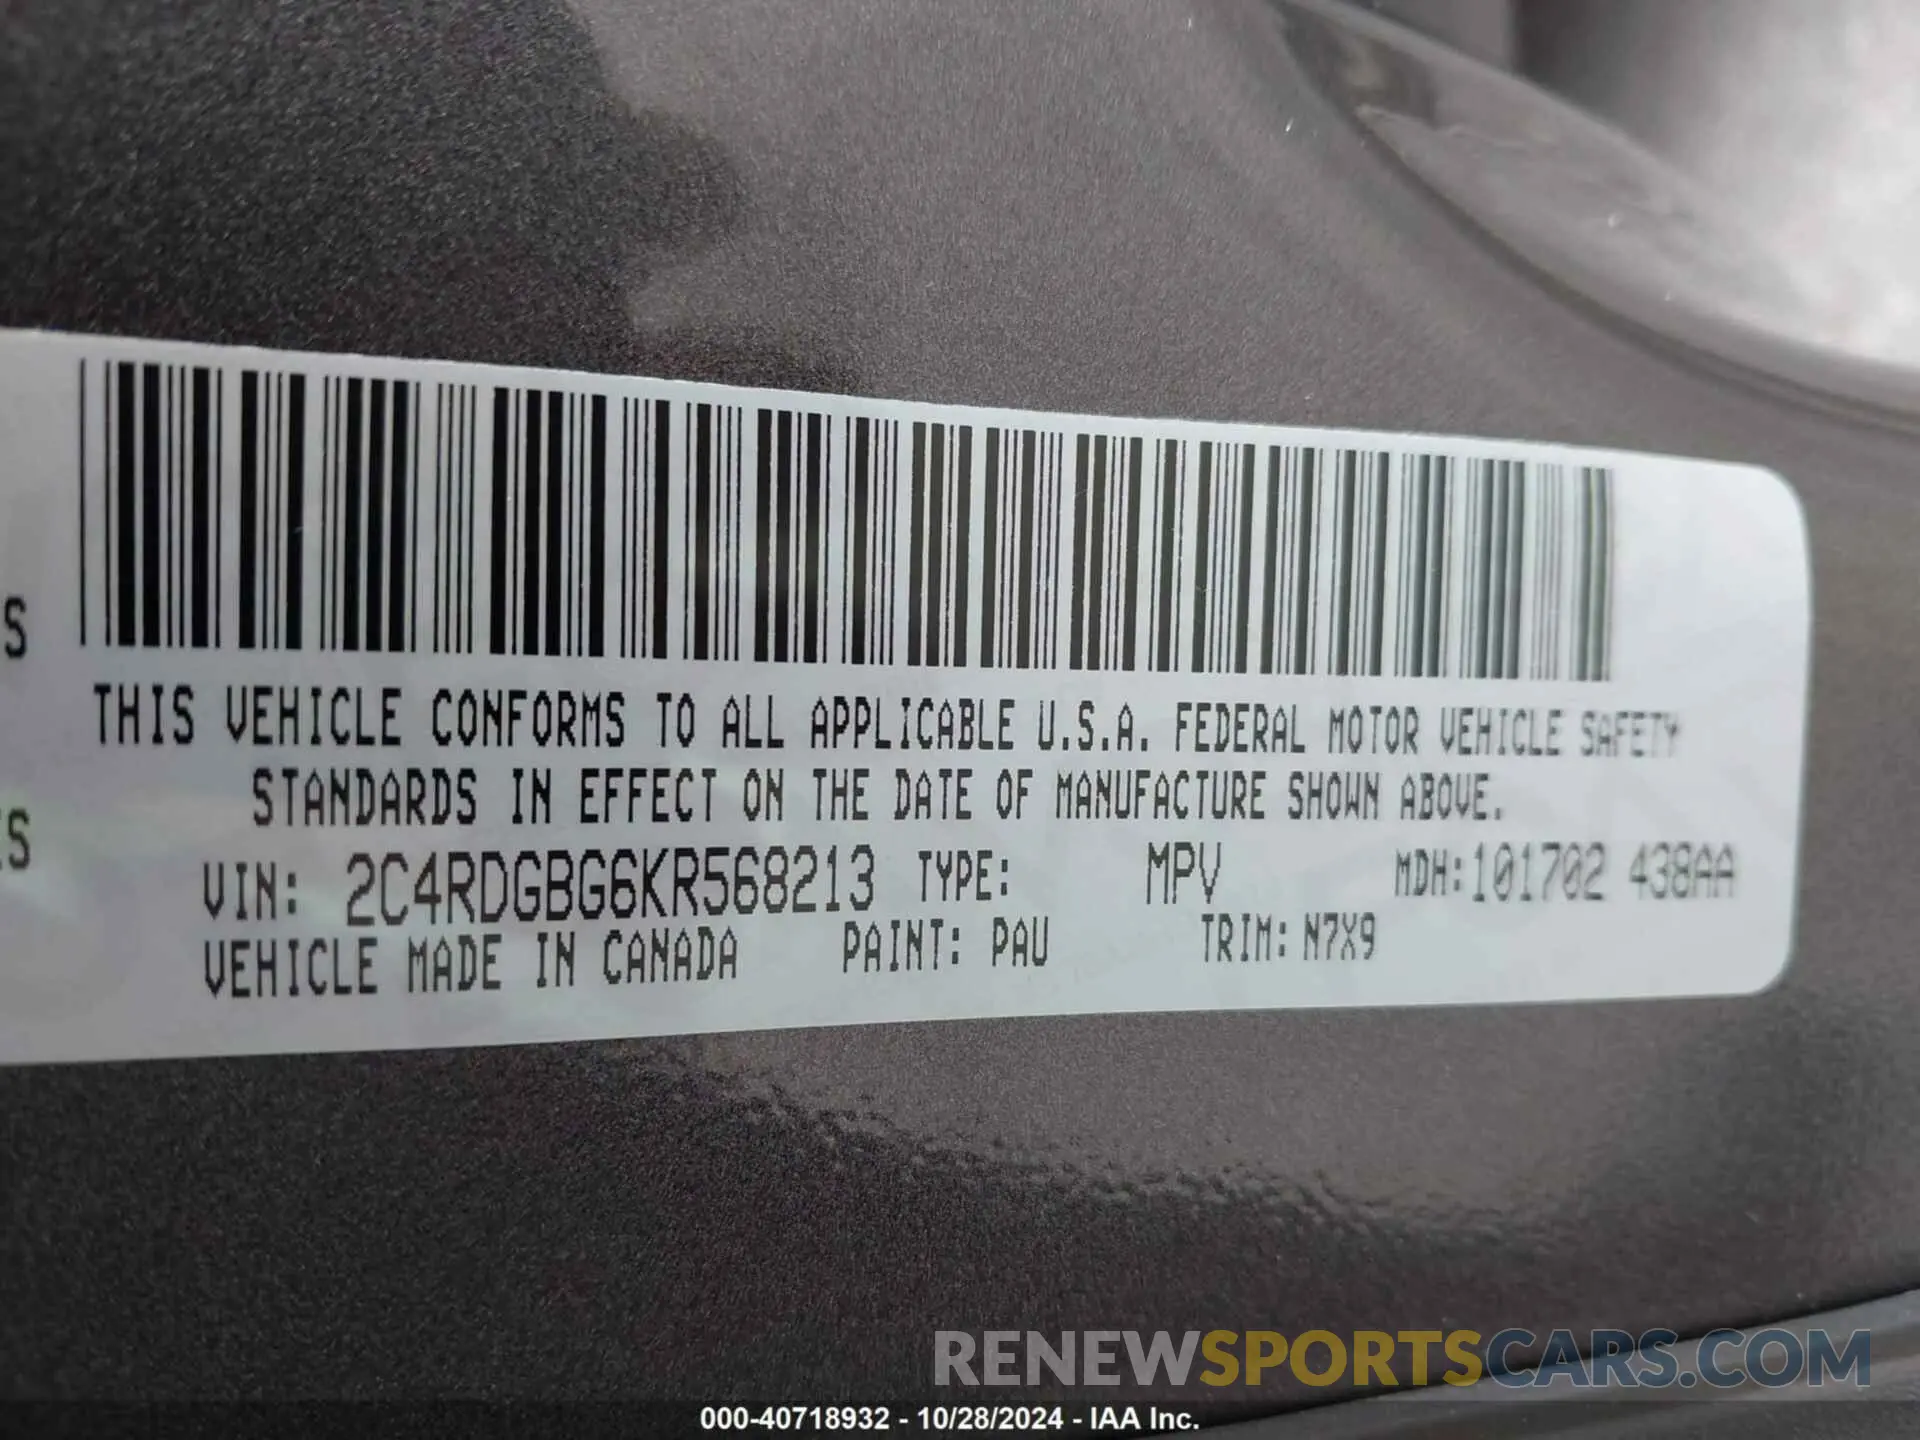 S
THIS VEHICLE CONFORMS TO ALL APPLICABLE U.S.A. FEDERAL MOTOR VEHICLE SAFETY
STANDARDS IN EFFECT ON THE DATE OF MANUFACTURE SHOWN ABOVE.
S
VIN: 2C4RDGBG6KR568213 TYPE: MPV MDH:101702 438AA
VEHICLE MADE IN CANADA PAINT: PAU TRIM: N7X9
RENEWSPORTSCARS.COM
000-40718932 - 10/28/2024 - IAA Inc.